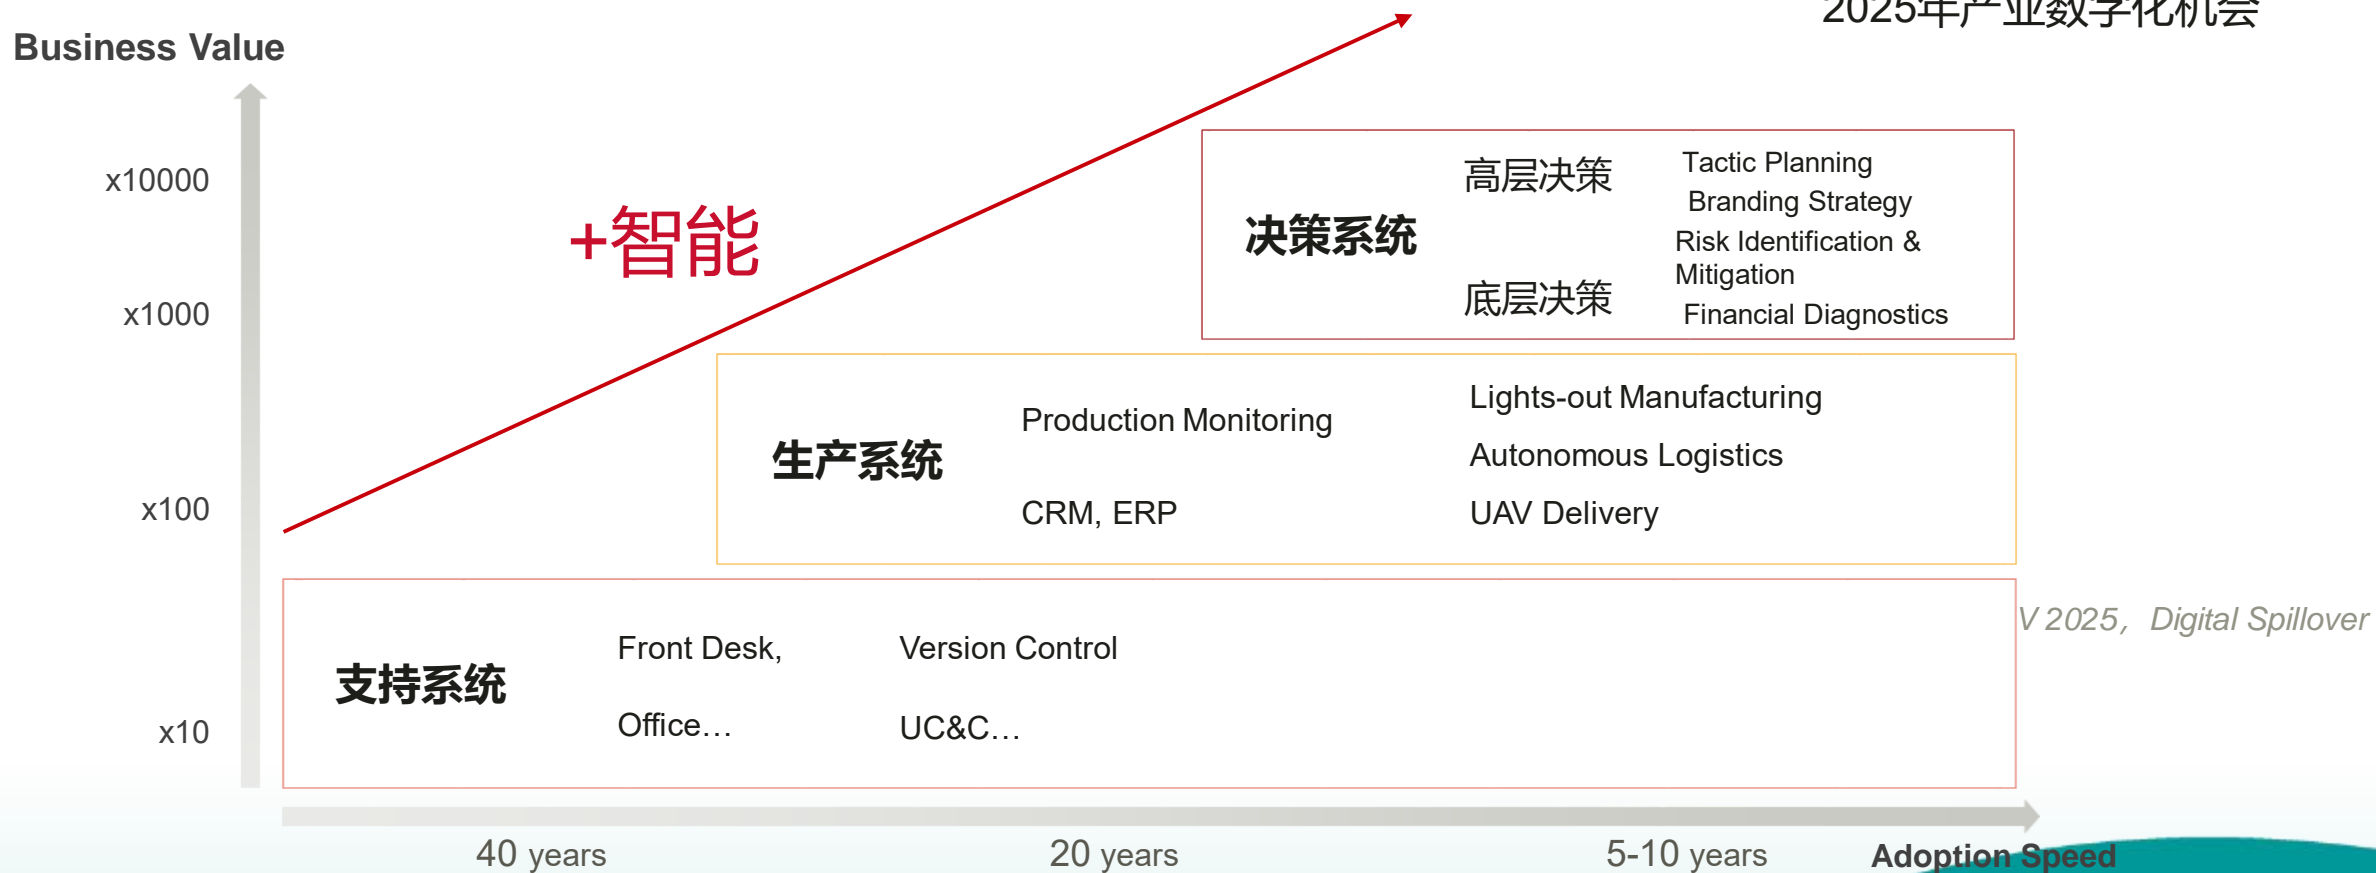 2025年产业数字化机会
Business Value
x10000
x1000
x100
x10
+智能
决策系统
高层决策
底层决策
Tactic Planning
Branding Strategy
Risk Identification &
Mitigation
Financial Diagnostics
生产系统
Production Monitoring
CRM, ERP
Lights-out Manufacturing
Autonomous Logistics
UAV Delivery
V 2025，Digital Spillover
支持系统
Front Desk,
Office…
Version Control
UC&C…
40 years
20 years
5-10 years
Adoption Speed